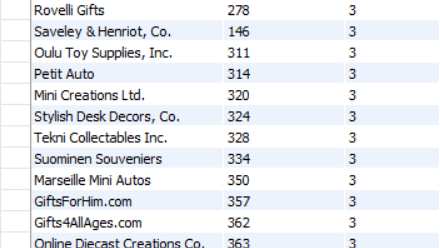 Rovelli Gifts 278 3
Saveley & Henriot, Co. 146 3
Oulu Toy Supplies, Inc. 311 3
Petit Auto 314 3
Mini Creations Ltd. 320 3
Stylish Desk Decors, Co. 324 3
Tekni Collectables Inc. 328 3
Suominen Souveniers 334 3
Marseille Mini Autos 350 3
GiftsForHim.com 357 3
Gifts4AllAges.com 362 3
Online Diecast Creations Co. 363 3